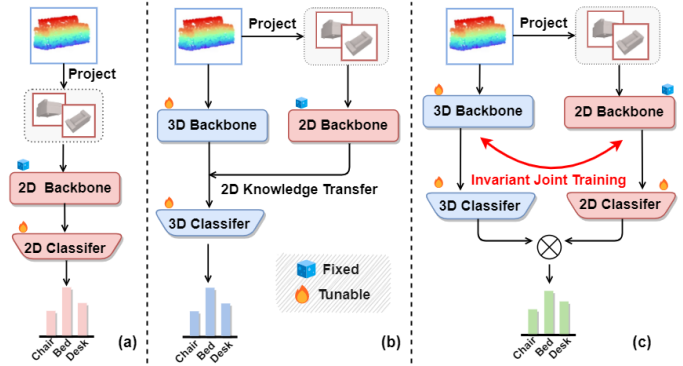 Project
2D Backbone
2D Classifer
Chair
Bed
Desk
(a)
Project
3D Backbone
2D Backbone
2D Knowledge Transfer
3D Classifer
Fixed
Tunable
Chair
Bed
Desk
(b)
Project
3D Backbone
2D Backbone
Invariant Joint Training
3D Classifer
2D Classifer
Chair
Bed
Desk
(c)